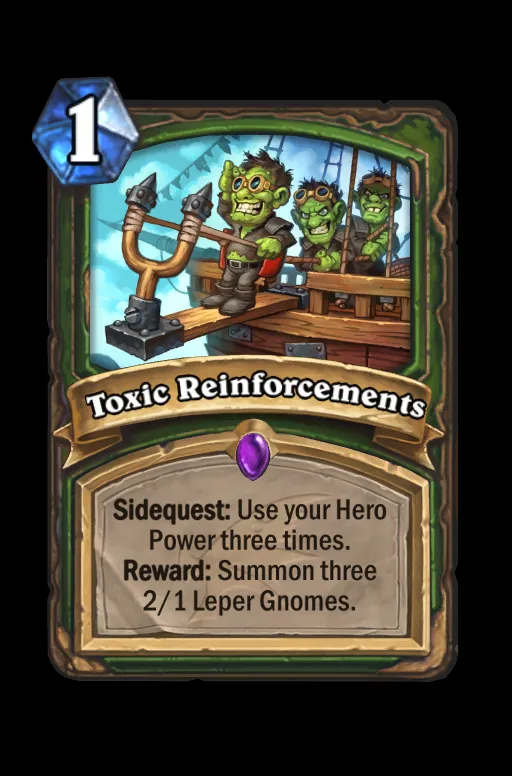 1
Toxic Reinforcements
Sidequest: Use your Hero
Power three times.
Reward: Summon three
2/1 Leper Gnomes.